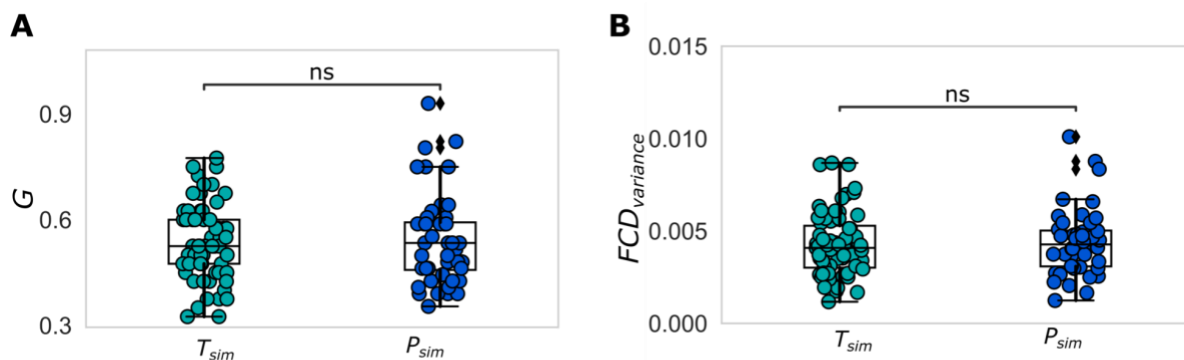 A
ns
0.9
0.6
0.3
G
T_sim
P_sim
B
ns
0.015
0.010
0.005
0.000
FCD_variance
T_sim
P_sim